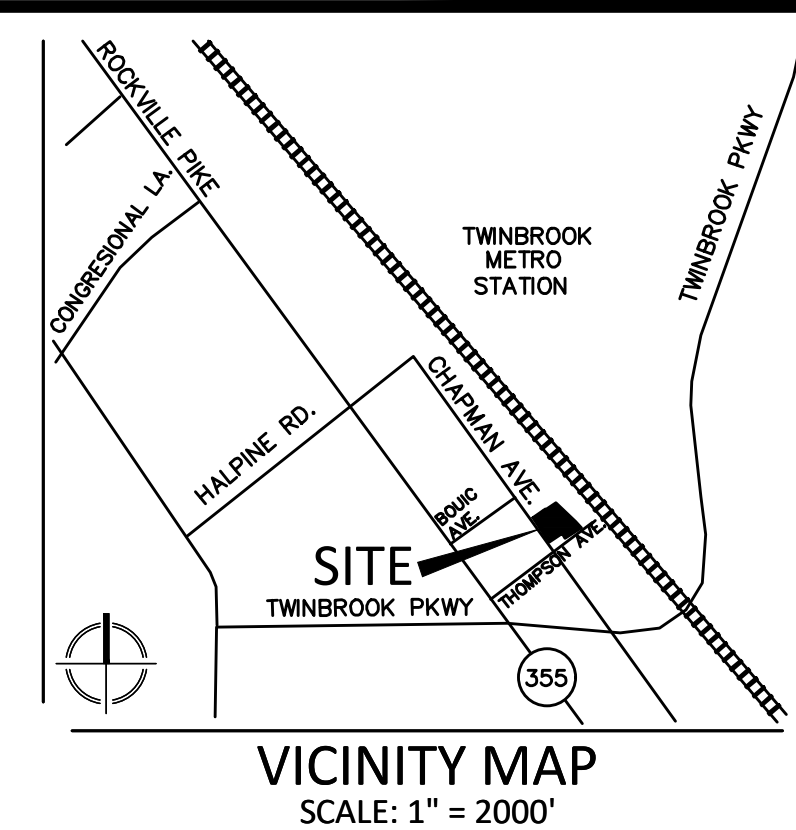 ROCKVILLE PIKE
CONGRESIONAL LA.
TWINBROOK
METRO
STATION
TWINBROOK PKWY
CHAPMAN AVE.
HALPINE RD.
BOUIC
AVE.
SITE
THOMPSON AVE.
TWINBROOK PKWY
355
VICINITY MAP
SCALE: 1" = 2000'